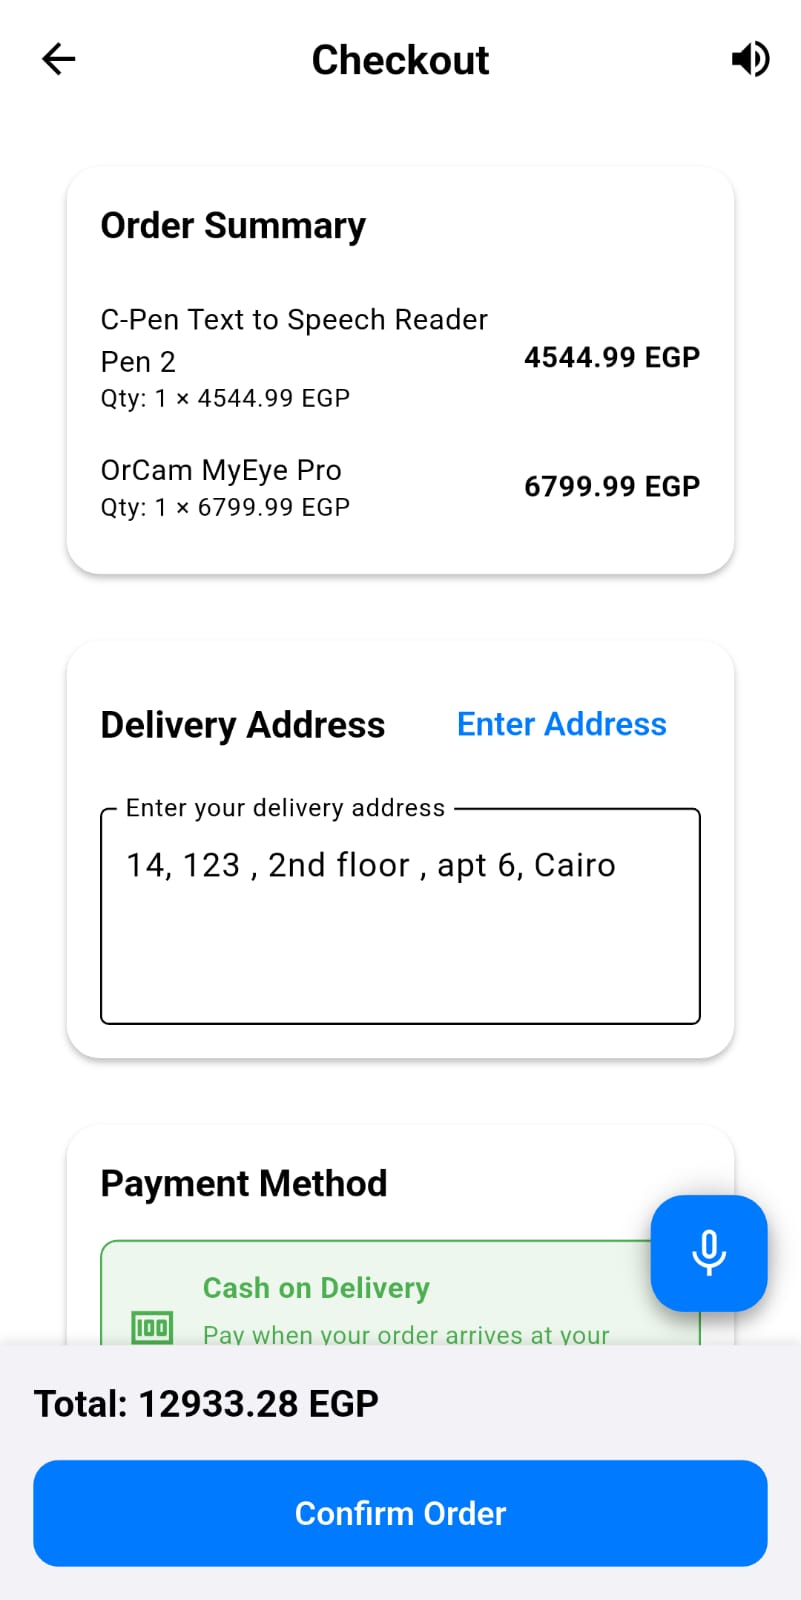 Checkout
Order Summary
C-Pen Text to Speech Reader
Pen 2
Qty: 1 × 4544.99 EGP
4544.99 EGP
OrCam MyEye Pro
Qty: 1 × 6799.99 EGP
6799.99 EGP
Delivery Address
Enter Address
Enter your delivery address
14, 123 , 2nd floor , apt 6, Cairo
Payment Method
Cash on Delivery
100
Pay when your order arrives at your
Total: 12933.28 EGP
Confirm Order